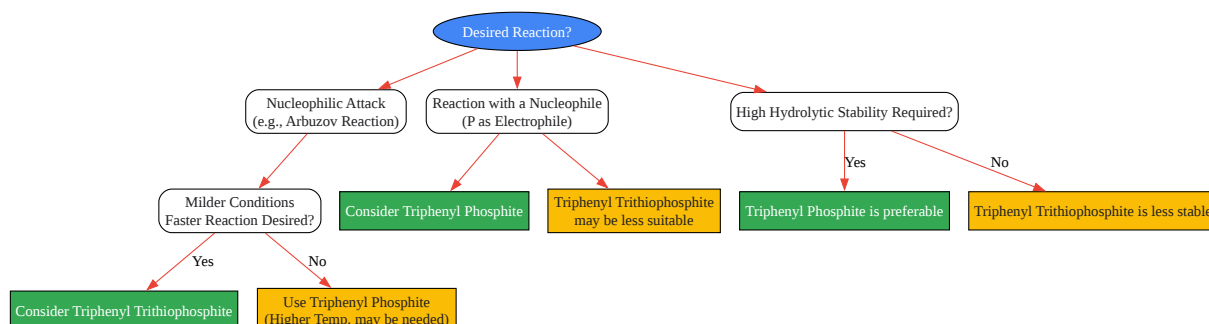 Desired Reaction?
Nucleophilic Attack
(e.g., Arbuzov Reaction)
Reaction with a Nucleophile
(P as Electrophile)
High Hydrolytic Stability Required?
Yes
No
Milder Conditions
Faster Reaction Desired?
Consider Triphenyl Phosphite
Triphenyl Trithiophosphite
may be less suitable
Triphenyl Phosphite is preferable
Triphenyl Trithiophosphite is less stable
Yes
No
Consider Triphenyl Trithiophosphite
Use Triphenyl Phosphite
(Higher Temp. may be needed)